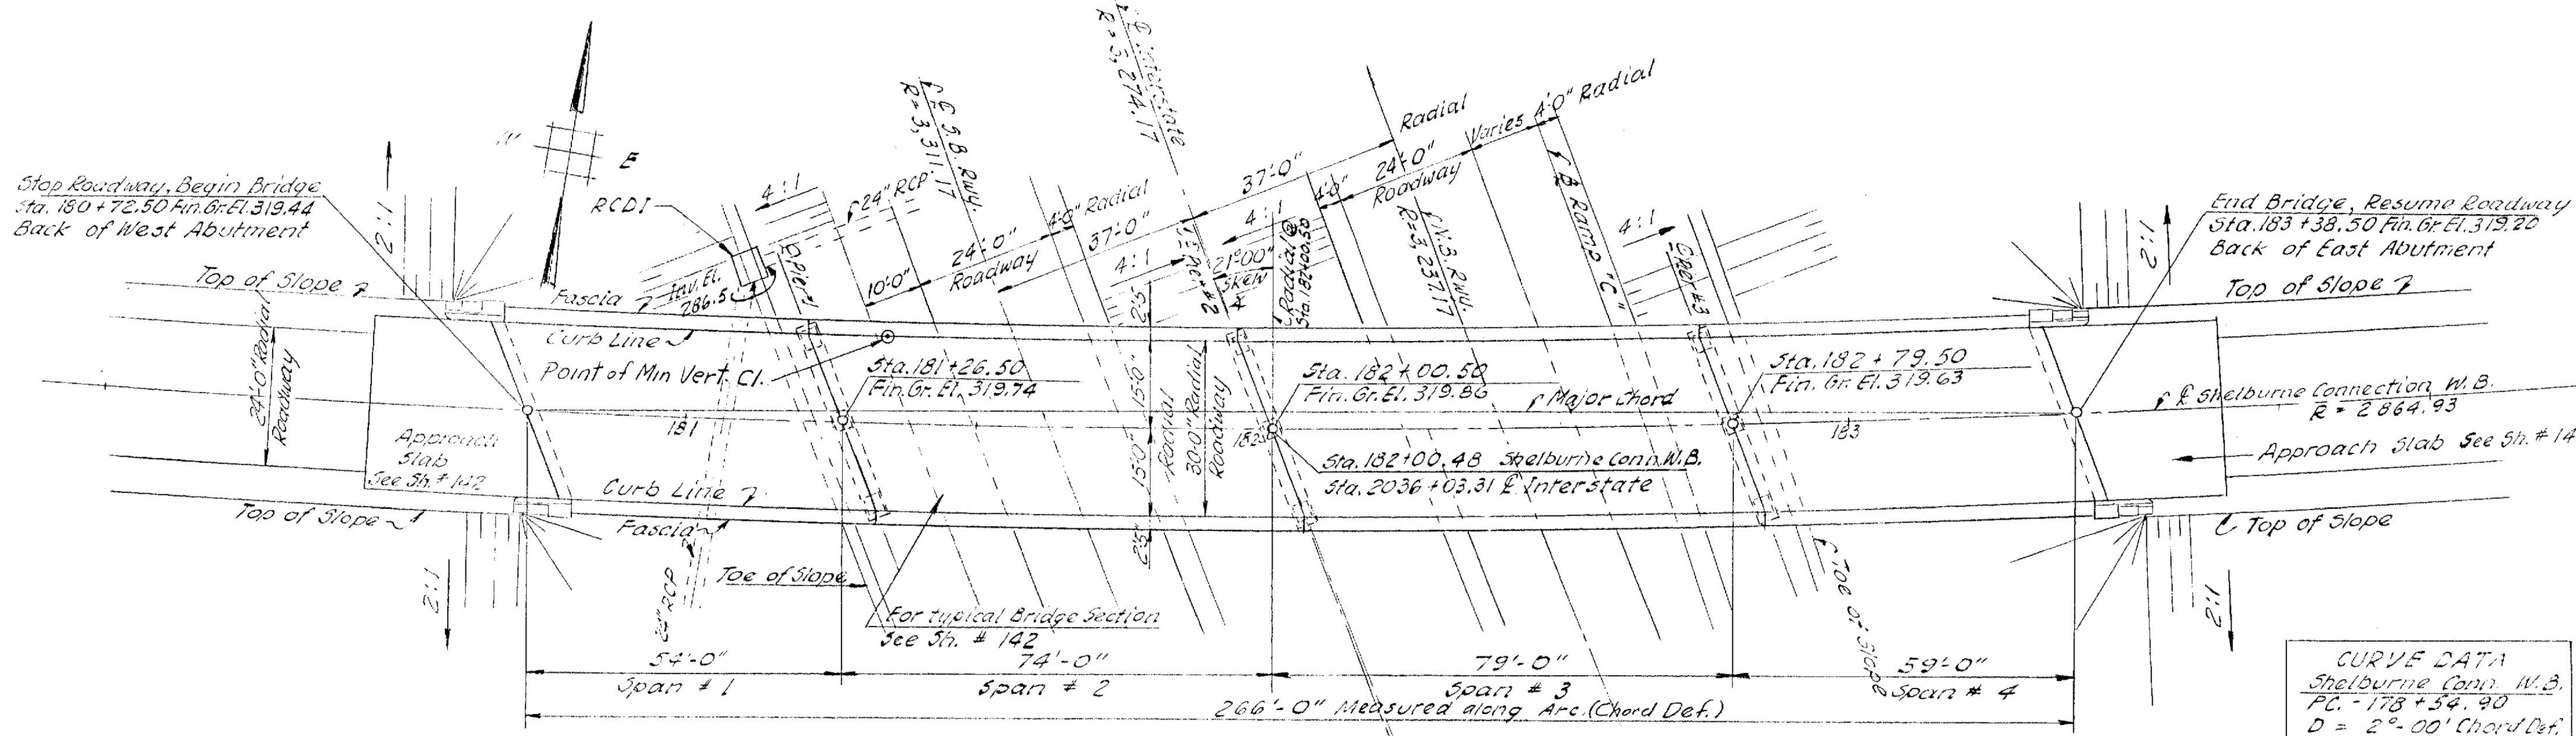 Stop Roadway, Begin Bridge
Sta. 180+72.50 Fin.Gr.El.319.44
Back of West Abutment
E
RCDI
4:1
24" RCP
℄ S.B. Rwy.
R=3,311.17
℄ Interstate
R=3,274.17
Radial
Varies
4'-0" Radial
37'-0"
24'-0"
Roadway
4'-0"
4:1
℄ N.B. Rwy.
R=3,237.17
℄ B Ramp "C"
4:1
℄ Pier #3
End Bridge, Resume Roadway
Sta. 183+38.50 Fin.Gr.El.319.20
Back of East Abutment
2:1
2:1
Top of Slope
Top of Slope
Fascia
Inv. El.
286.5
℄ Pier 1
10'-0"
24'-0"
Roadway
4'-0" Radial
37'-0"
4:1
℄ Pier #2
21°00'
Skew
Radial @
Sta. 182+00.50
2'-5"
Curb Line
Point of Min Vert. Cl.
24'-0" Radial
Roadway
Sta. 181+26.50
Fin.Gr.El. 319.74
15'-0"
15'-0"
Radial
30'-0" Radial
Roadway
Sta. 182+00.50
Fin.Gr.El. 319.86
Major Chord
Sta. 182+79.50
Fin. Gr. El. 319.63
℄ Shelburne Connection W.B.
R = 2864.93
181
182
183
Approach
Slab
See Sh. # 142
Approach Slab See Sh. # 14
Sta. 182+00.48 Shelburne Conn. W.B.
Sta. 2036+03.31 ℄ Interstate
Curb Line
Top of Slope
Fascia
2'-5"
Top of Slope
24" RCP
Toe of Slope
Toe of Slope
2:1
2:1
For typical Bridge Section
See Sh. # 142
54'-0"
Span # 1
74'-0"
Span # 2
79'-0"
Span # 3
59'-0"
Span # 4
266'-0" Measured along Arc. (Chord Def.)
CURVE DATA
Shelburne Conn. W.B.
PC. - 178+54.90
D = 2°-00' Chord Def.